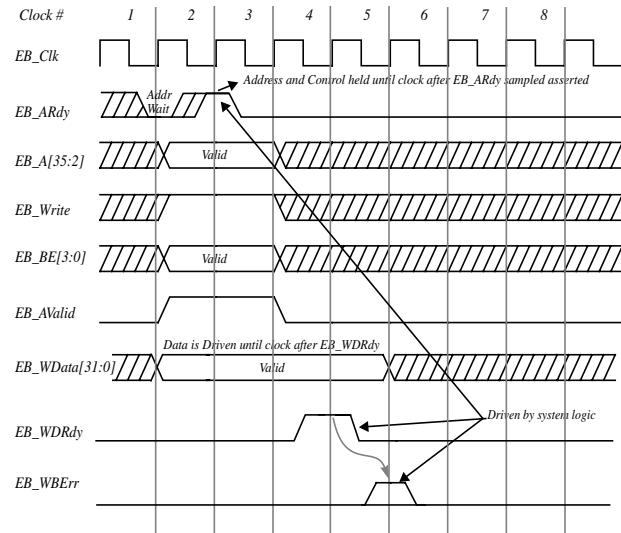 Clock # 1 2 3 4 5 6 7 8
EB_Clk
Address and Control held until clock after EB_ARdy sampled asserted
Addr
Wait
EB_ARdy
EB_A[35:2] Valid
EB_Write
EB_BE[3:0] Valid
EB_AValid
Data is Driven until clock after EB_WDRdy
EB_WData[31:0] Valid
Driven by system logic
EB_WDRdy
EB_WBErr